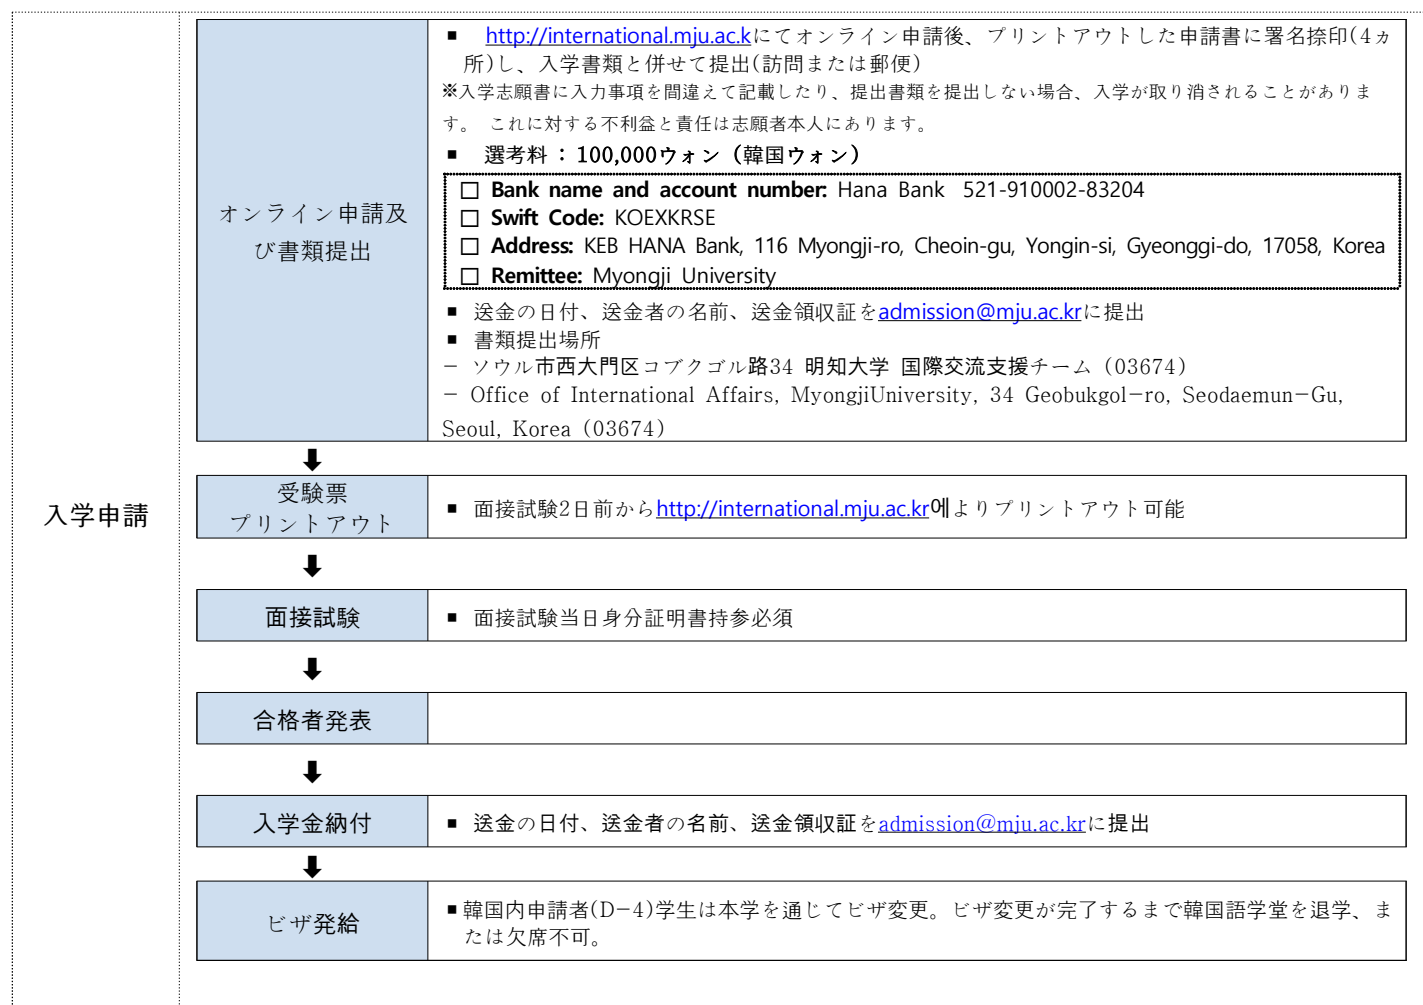 入学申請
オンライン申請及
び書類提出
■ http://international.mju.ac.kにてオンライン申請後、プリントアウトした申請書に署名捺印(4ヵ
所)し、入学書類と併せて提出(訪問または郵便)
※入学志願書に入力事項を間違えて記載したり、提出書類を提出しない場合、入学が取り消されることがありま
す。 これに対する不利益と責任は志願者本人にあります。
■ 選考料 : 100,000ウォン (韓国ウォン)
□ Bank name and account number: Hana Bank 521-910002-83204
□ Swift Code: KOEXKRSE
□ Address: KEB HANA Bank, 116 Myongji-ro, Cheoin-gu, Yongin-si, Gyeonggi-do, 17058, Korea
□ Remittee: Myongji University
■ 送金の日付、送金者の名前、送金領収証をadmission@mju.ac.krに提出
■ 書類提出場所
- ソウル市西大門区コブクゴル路34 明知大学 国際交流支援チーム (03674)
- Office of International Affairs, MyongjiUniversity, 34 Geobukgol-ro, Seodaemun-Gu,
Seoul, Korea (03674)
受験票
プリントアウト
■ 面接試験2日前からhttp://international.mju.ac.kr에よりプリントアウト可能
面接試験
■ 面接試験当日身分証明書持参必須
合格者発表
入学金納付
■ 送金の日付、送金者の名前、送金領収証をadmission@mju.ac.krに提出
ビザ発給
■韓国内申請者(D-4)学生は本学を通じてビザ変更。ビザ変更が完了するまで韓国語学堂を退学、ま
たは欠席不可。